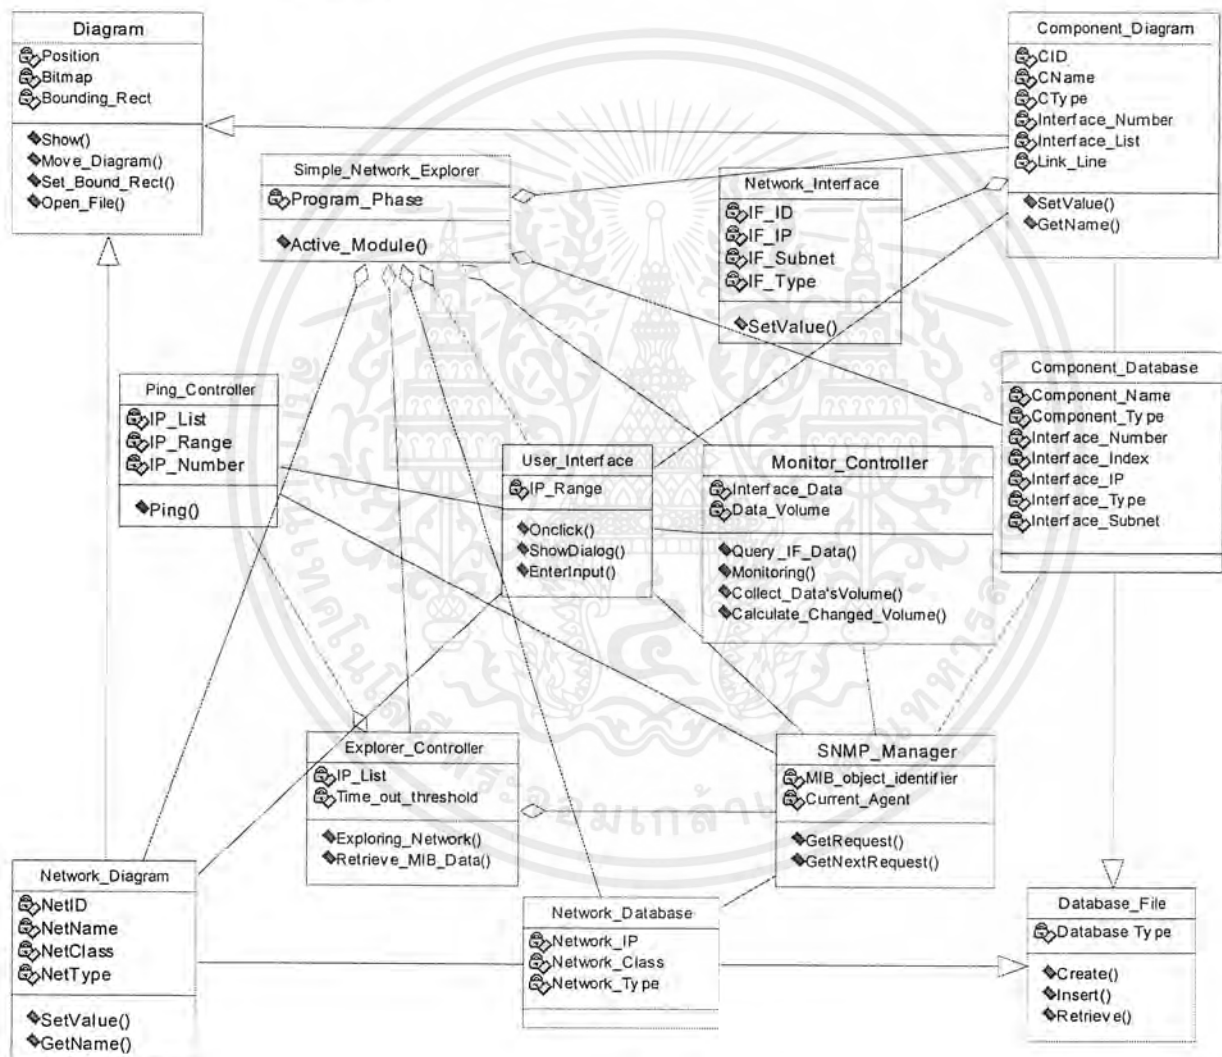 Diagram
Position
Bitmap
Bounding_Rect
Show()
Move_Diagram()
Set_Bound_Rect()
Open_File()
Component_Diagram
CID
CName
CType
Interface_Number
Interface_List
Link_Line
SetValue()
GetName()
Simple_Network_Explorer
Program_Phase
Active_Module()
Network_Interface
IF_ID
IF_IP
IF_Subnet
IF_Type
SetValue()
Ping_Controller
IP_List
IP_Range
IP_Number
Ping()
User_Interface
IP_Range
Onclick()
ShowDialog()
EnterInput()
Monitor_Controller
Interface_Data
Data_Volume
Query_IF_Data()
Monitoring()
Collect_Data'sVolume()
Calculate_Changed_Volume()
Component_Database
Component_Name
Component_Type
Interface_Number
Interface_Index
Interface_IP
Interface_Type
Interface_Subnet
Explorer_Controller
IP_List
Time_out_threshold
Exploring_Network()
Retrieve_MIB_Data()
SNMP_Manager
MIB_object_identifier
Current_Agent
GetRequest()
GetNextRequest()
Network_Diagram
NetID
NetName
NetClass
NetType
SetValue()
GetName()
Network_Database
Network_IP
Network_Class
Network_Type
Database_File
Database Type
Create()
Insert()
Retrieve()